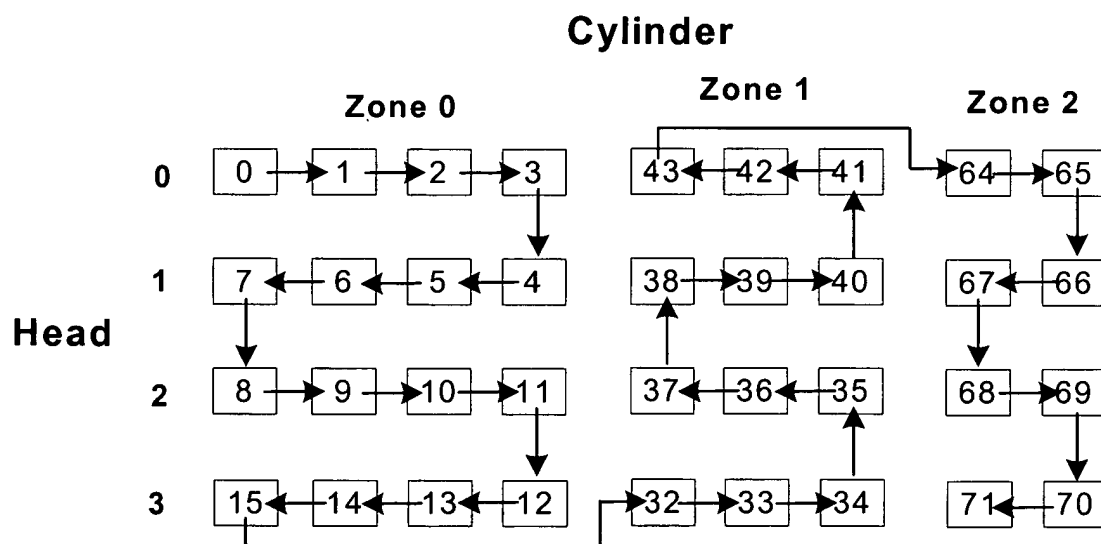 Cylinder
Zone 0 Zone 1 Zone 2
0 0 1 2 3 43 42 41 64 65
1 7 6 5 4 38 39 40 67 66
Head
2 8 9 10 11 37 36 35 68 69
3 15 14 13 12 32 33 34 71 70